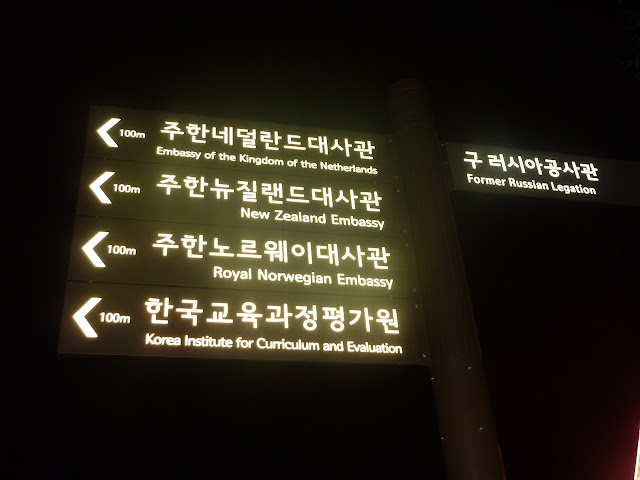 100m 주한네덜란드대사관
Embassy of the Kingdom of the Netherlands
100m 주한뉴질랜드대사관
New Zealand Embassy
100m 주한노르웨이대사관
Royal Norwegian Embassy
100m 한국교육과정평가원
Korea Institute for Curriculum and Evaluation
구 러시아공사관
Former Russian Legation